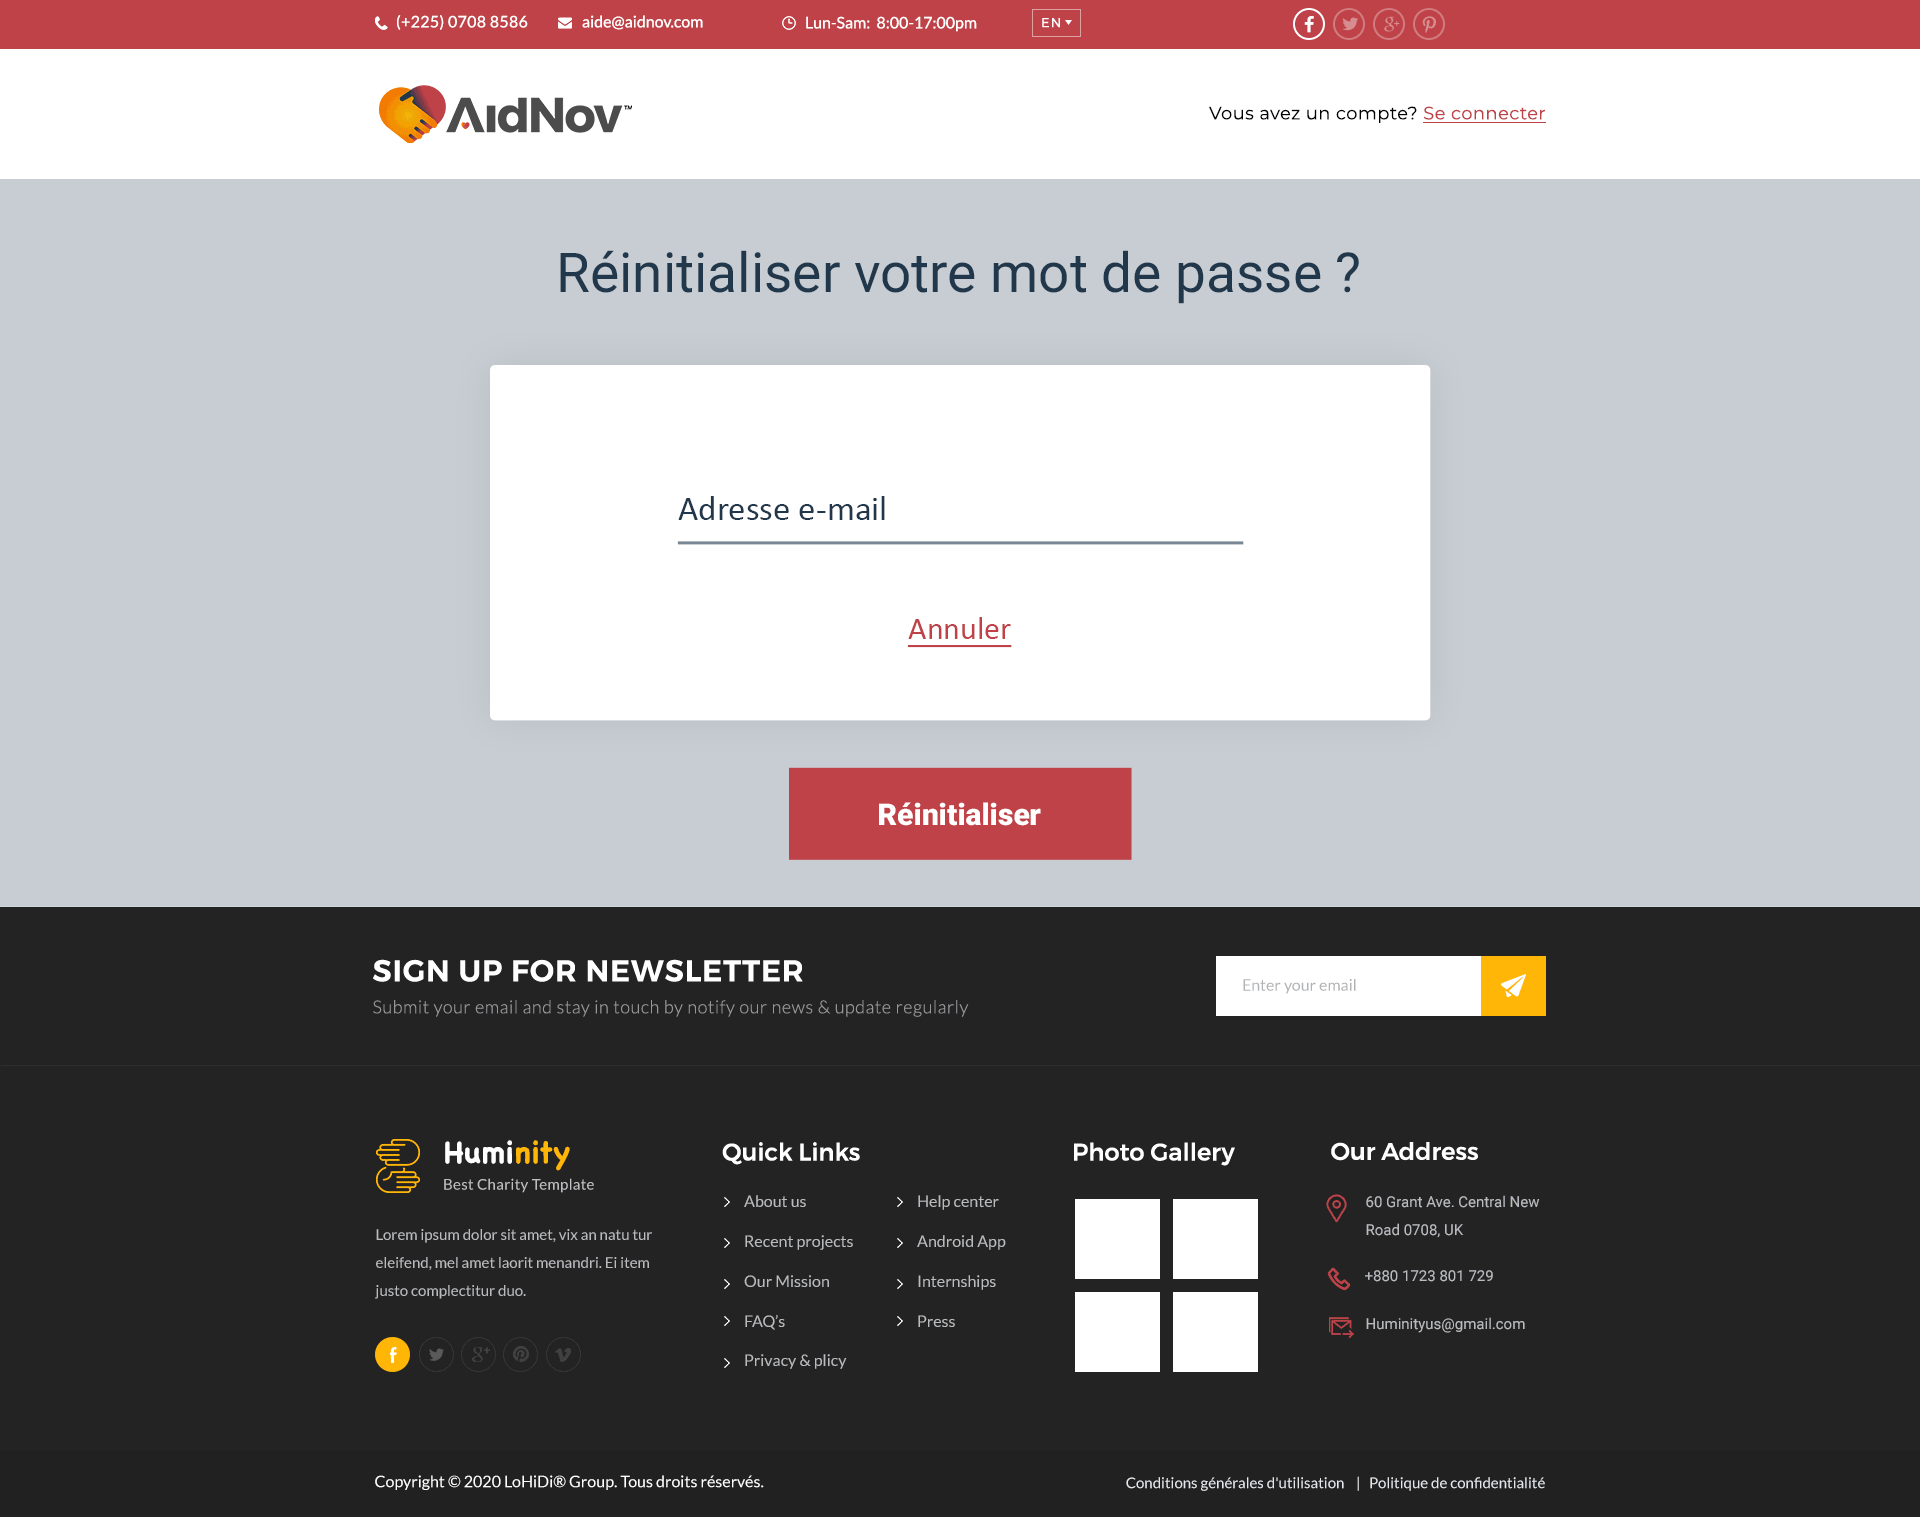 (+225) 0708 8586 aide@aidnov.com Lun-Sam: 8:00-17:00pm EN
AidNov™
Vous avez un compte? Se connecter
Réinitialiser votre mot de passe ?
Adresse e-mail
Annuler
Réinitialiser
SIGN UP FOR NEWSLETTER
Submit your email and stay in touch by notify our news & update regularly
Enter your email
Huminity
Best Charity Template
Lorem ipsum dolor sit amet, vix an natu tur
eleifend, mel amet laorit menandri. Ei item
justo complectitur duo.
Quick Links
About us
Recent projects
Our Mission
FAQ's
Privacy & plicy
Help center
Android App
Internships
Press
Photo Gallery
Our Address
60 Grant Ave. Central New
Road 0708, UK
+880 1723 801 729
Huminityus@gmail.com
Copyright © 2020 LoHiDi® Group. Tous droits réservés.
Conditions générales d'utilisation | Politique de confidentialité